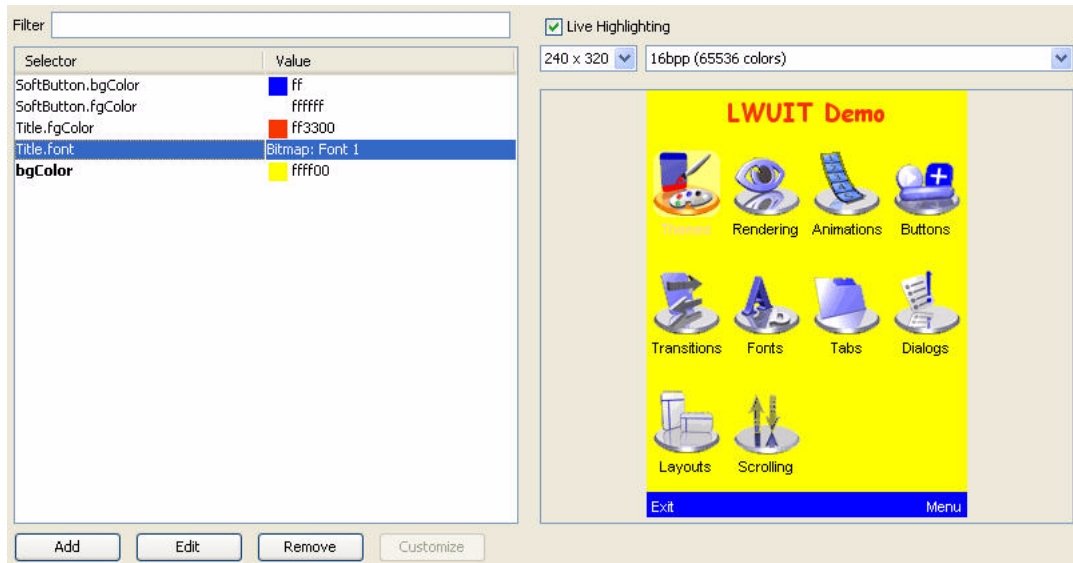 Filter
Live Highlighting
240 x 320 16bpp (65536 colors)
Selector Value
SoftButton.bgColor ff
SoftButton.fgColor ffffff
Title.fgColor ff3300
Title.font Bitmap: Font 1
bgColor ffff00
LWUIT Demo
Themes Rendering Animations Buttons
Transitions Fonts Tabs Dialogs
Layouts Scrolling
Exit Menu
Add Edit Remove Customize